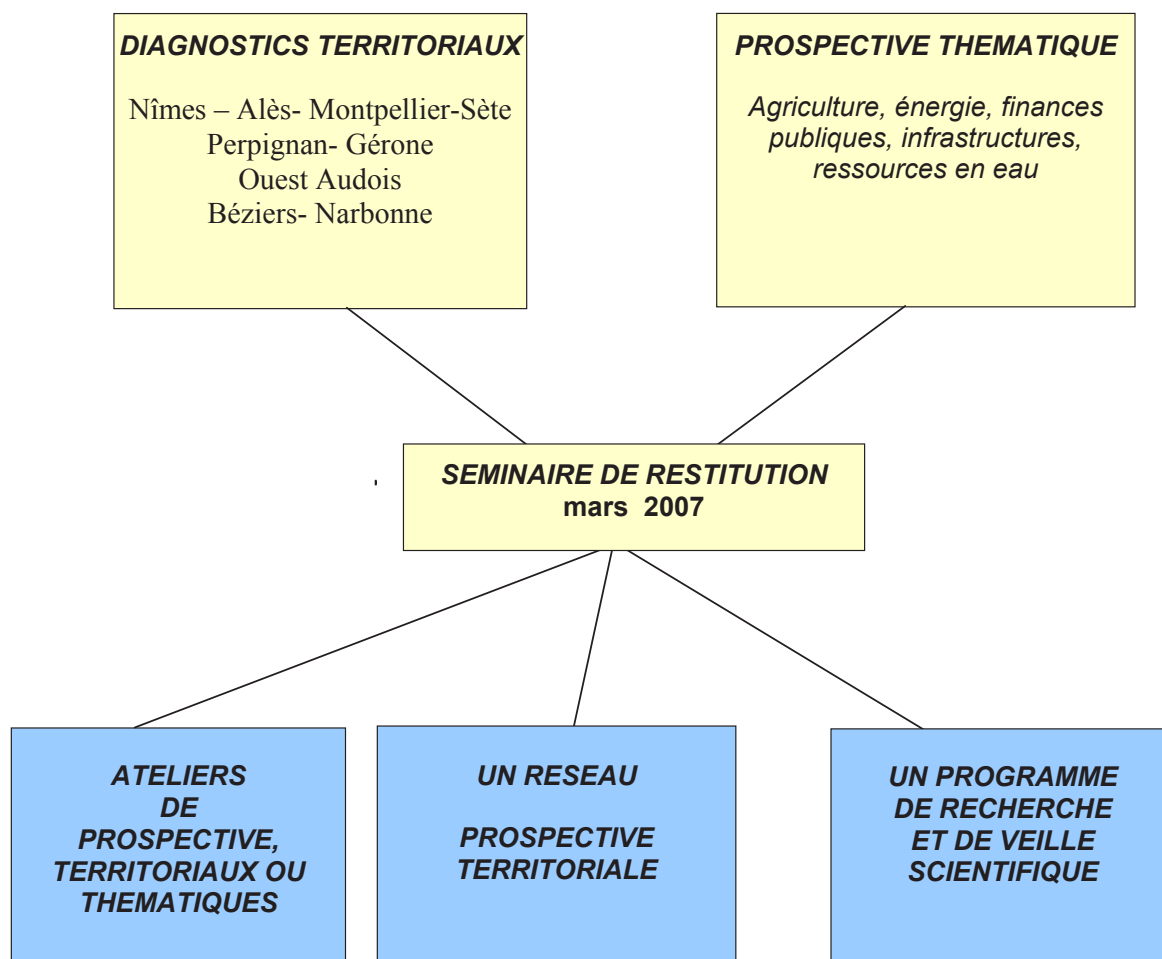 DIAGNOSTICS TERRITORIAUX
Nîmes – Alès- Montpellier-Sète
Perpignan- Gérone
Ouest Audois
Béziers- Narbonne
PROSPECTIVE THEMATIQUE
Agriculture, énergie, finances
publiques, infrastructures,
ressources en eau
SEMINAIRE DE RESTITUTION
mars 2007
ATELIERS
DE
PROSPECTIVE,
TERRITORIAUX OU
THEMATIQUES
UN RESEAU
PROSPECTIVE
TERRITORIALE
UN PROGRAMME
DE RECHERCHE
ET DE VEILLE
SCIENTIFIQUE